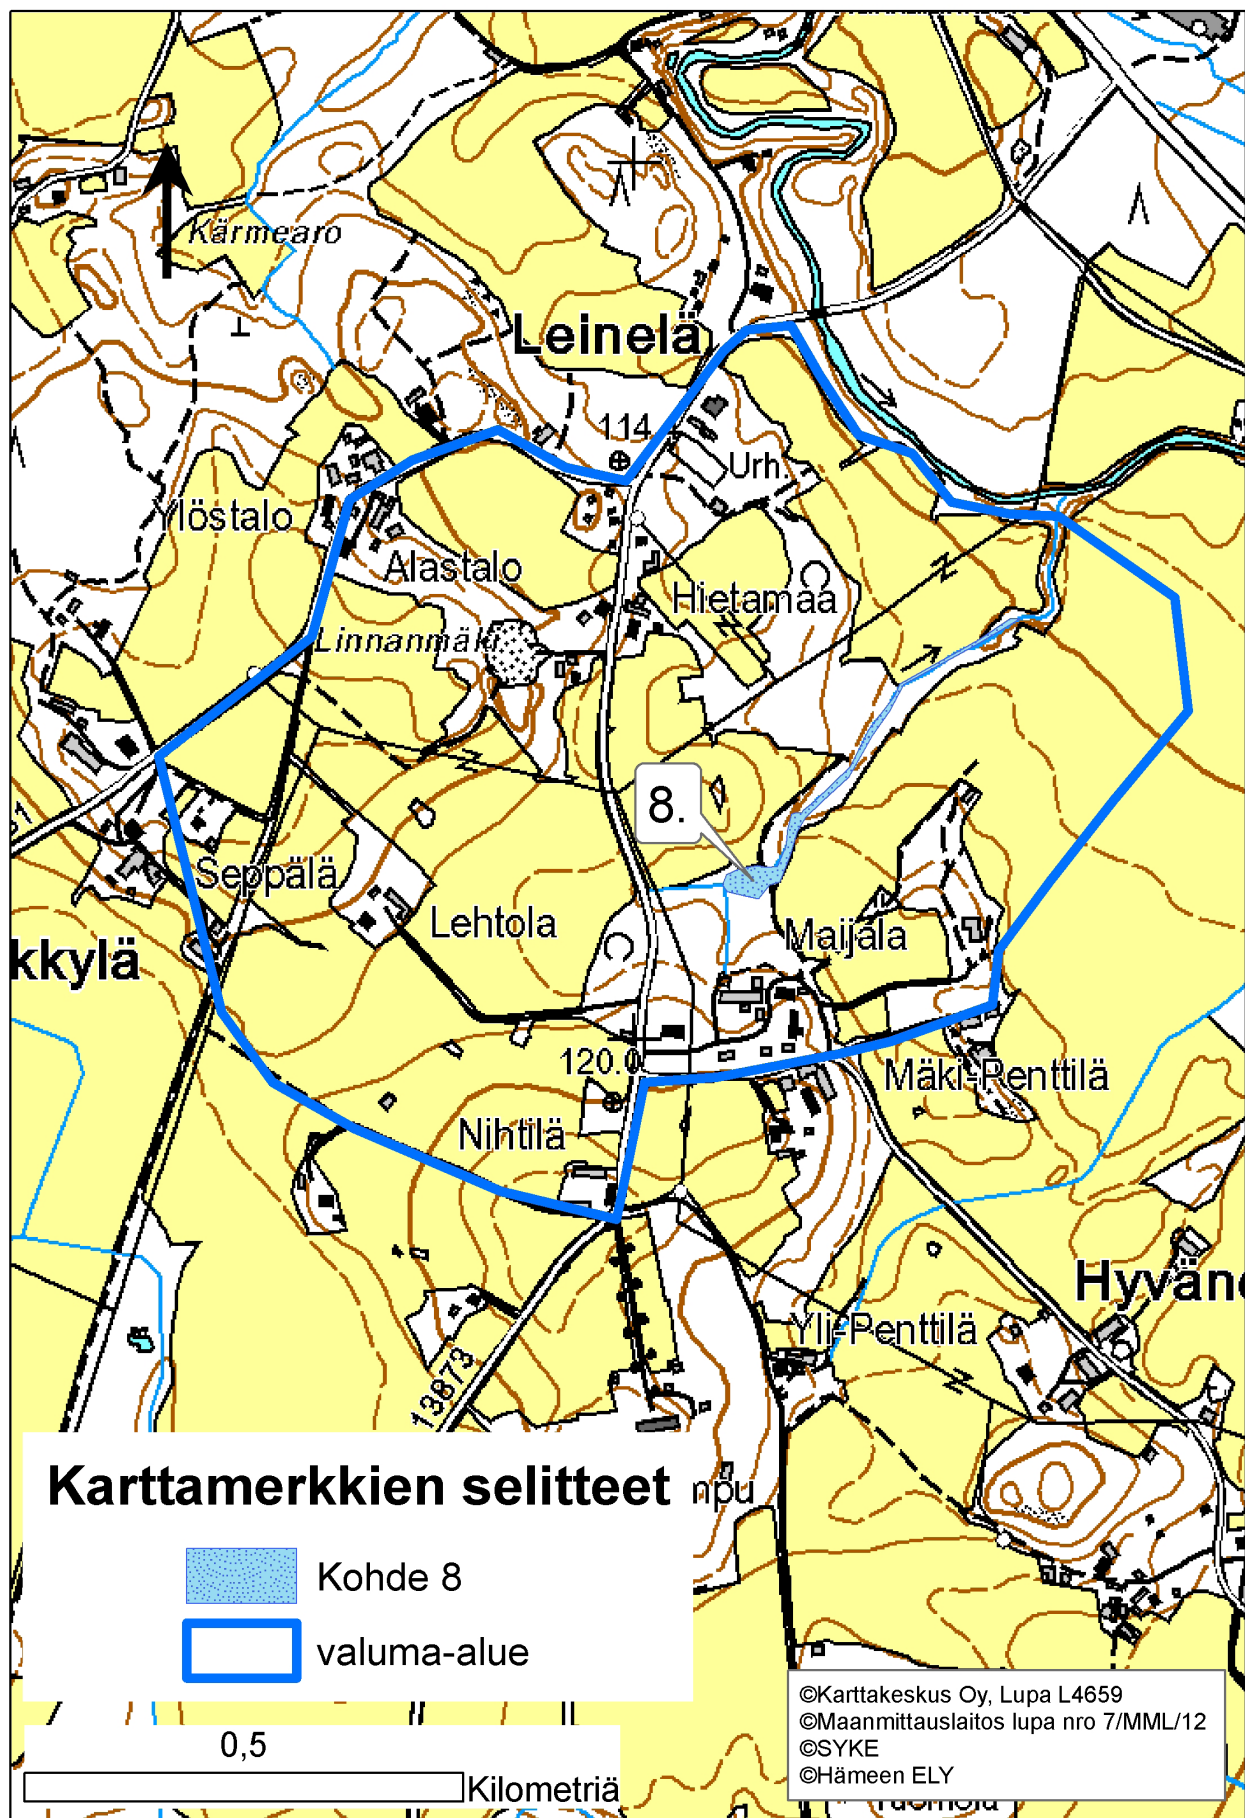 Kärmearo
Leinelä
114
Urh.
Ylöstalo
Alastalo
Hietamaa
Linnanmäki
8.
Seppälä
Lehtola
Maijala
kkylä
120.0
Mäki-Penttilä
Nihtilä
Hyväne
Yli-Penttilä
13873
Karttamerkkien selitteet
Kohde 8
valuma-alue
0,5
Kilometriä
©Karttakeskus Oy, Lupa L4659
©Maanmittauslaitos lupa nro 7/MML/12
©SYKE
©Hämeen ELY